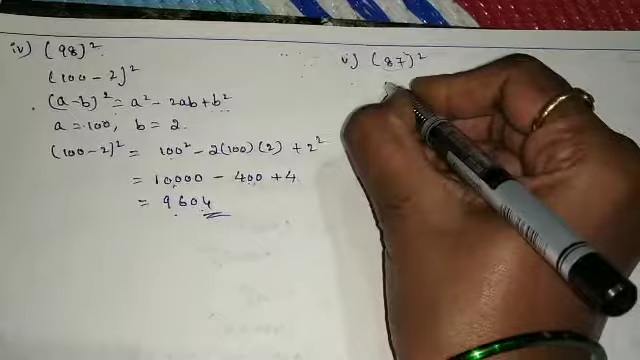 iv) (98)²
(100 - 2)²
(a-b)² = a² - 2ab + b²
a = 100, b = 2.
(100-2)² = 100² - 2(100)(2) + 2²
= 10,000 - 400 + 4
= 9604
v) (87)²